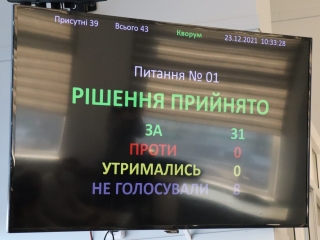 Присутні 39 Всього 43 Кворум 23.12.2021 10:33:28
Питання № 01
РІШЕННЯ ПРИЙНЯТО
ЗА 31
ПРОТИ 0
УТРИМАЛИСЬ 0
НЕ ГОЛОСУВАЛИ 8